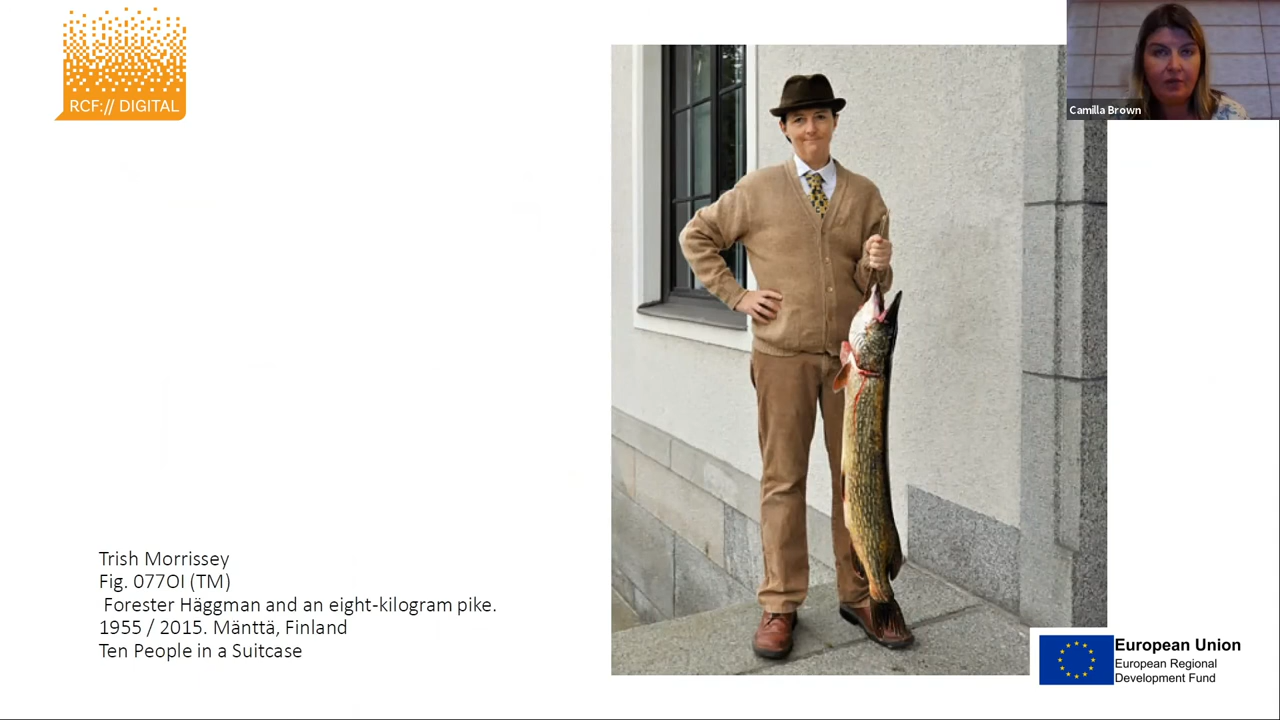 RCF:// DIGITAL
Camilla Brown
Trish Morrissey
Fig. 077OI (TM)
Forester Häggman and an eight-kilogram pike.
1955 / 2015. Mänttä, Finland
Ten People in a Suitcase
European Union
European Regional
Development Fund